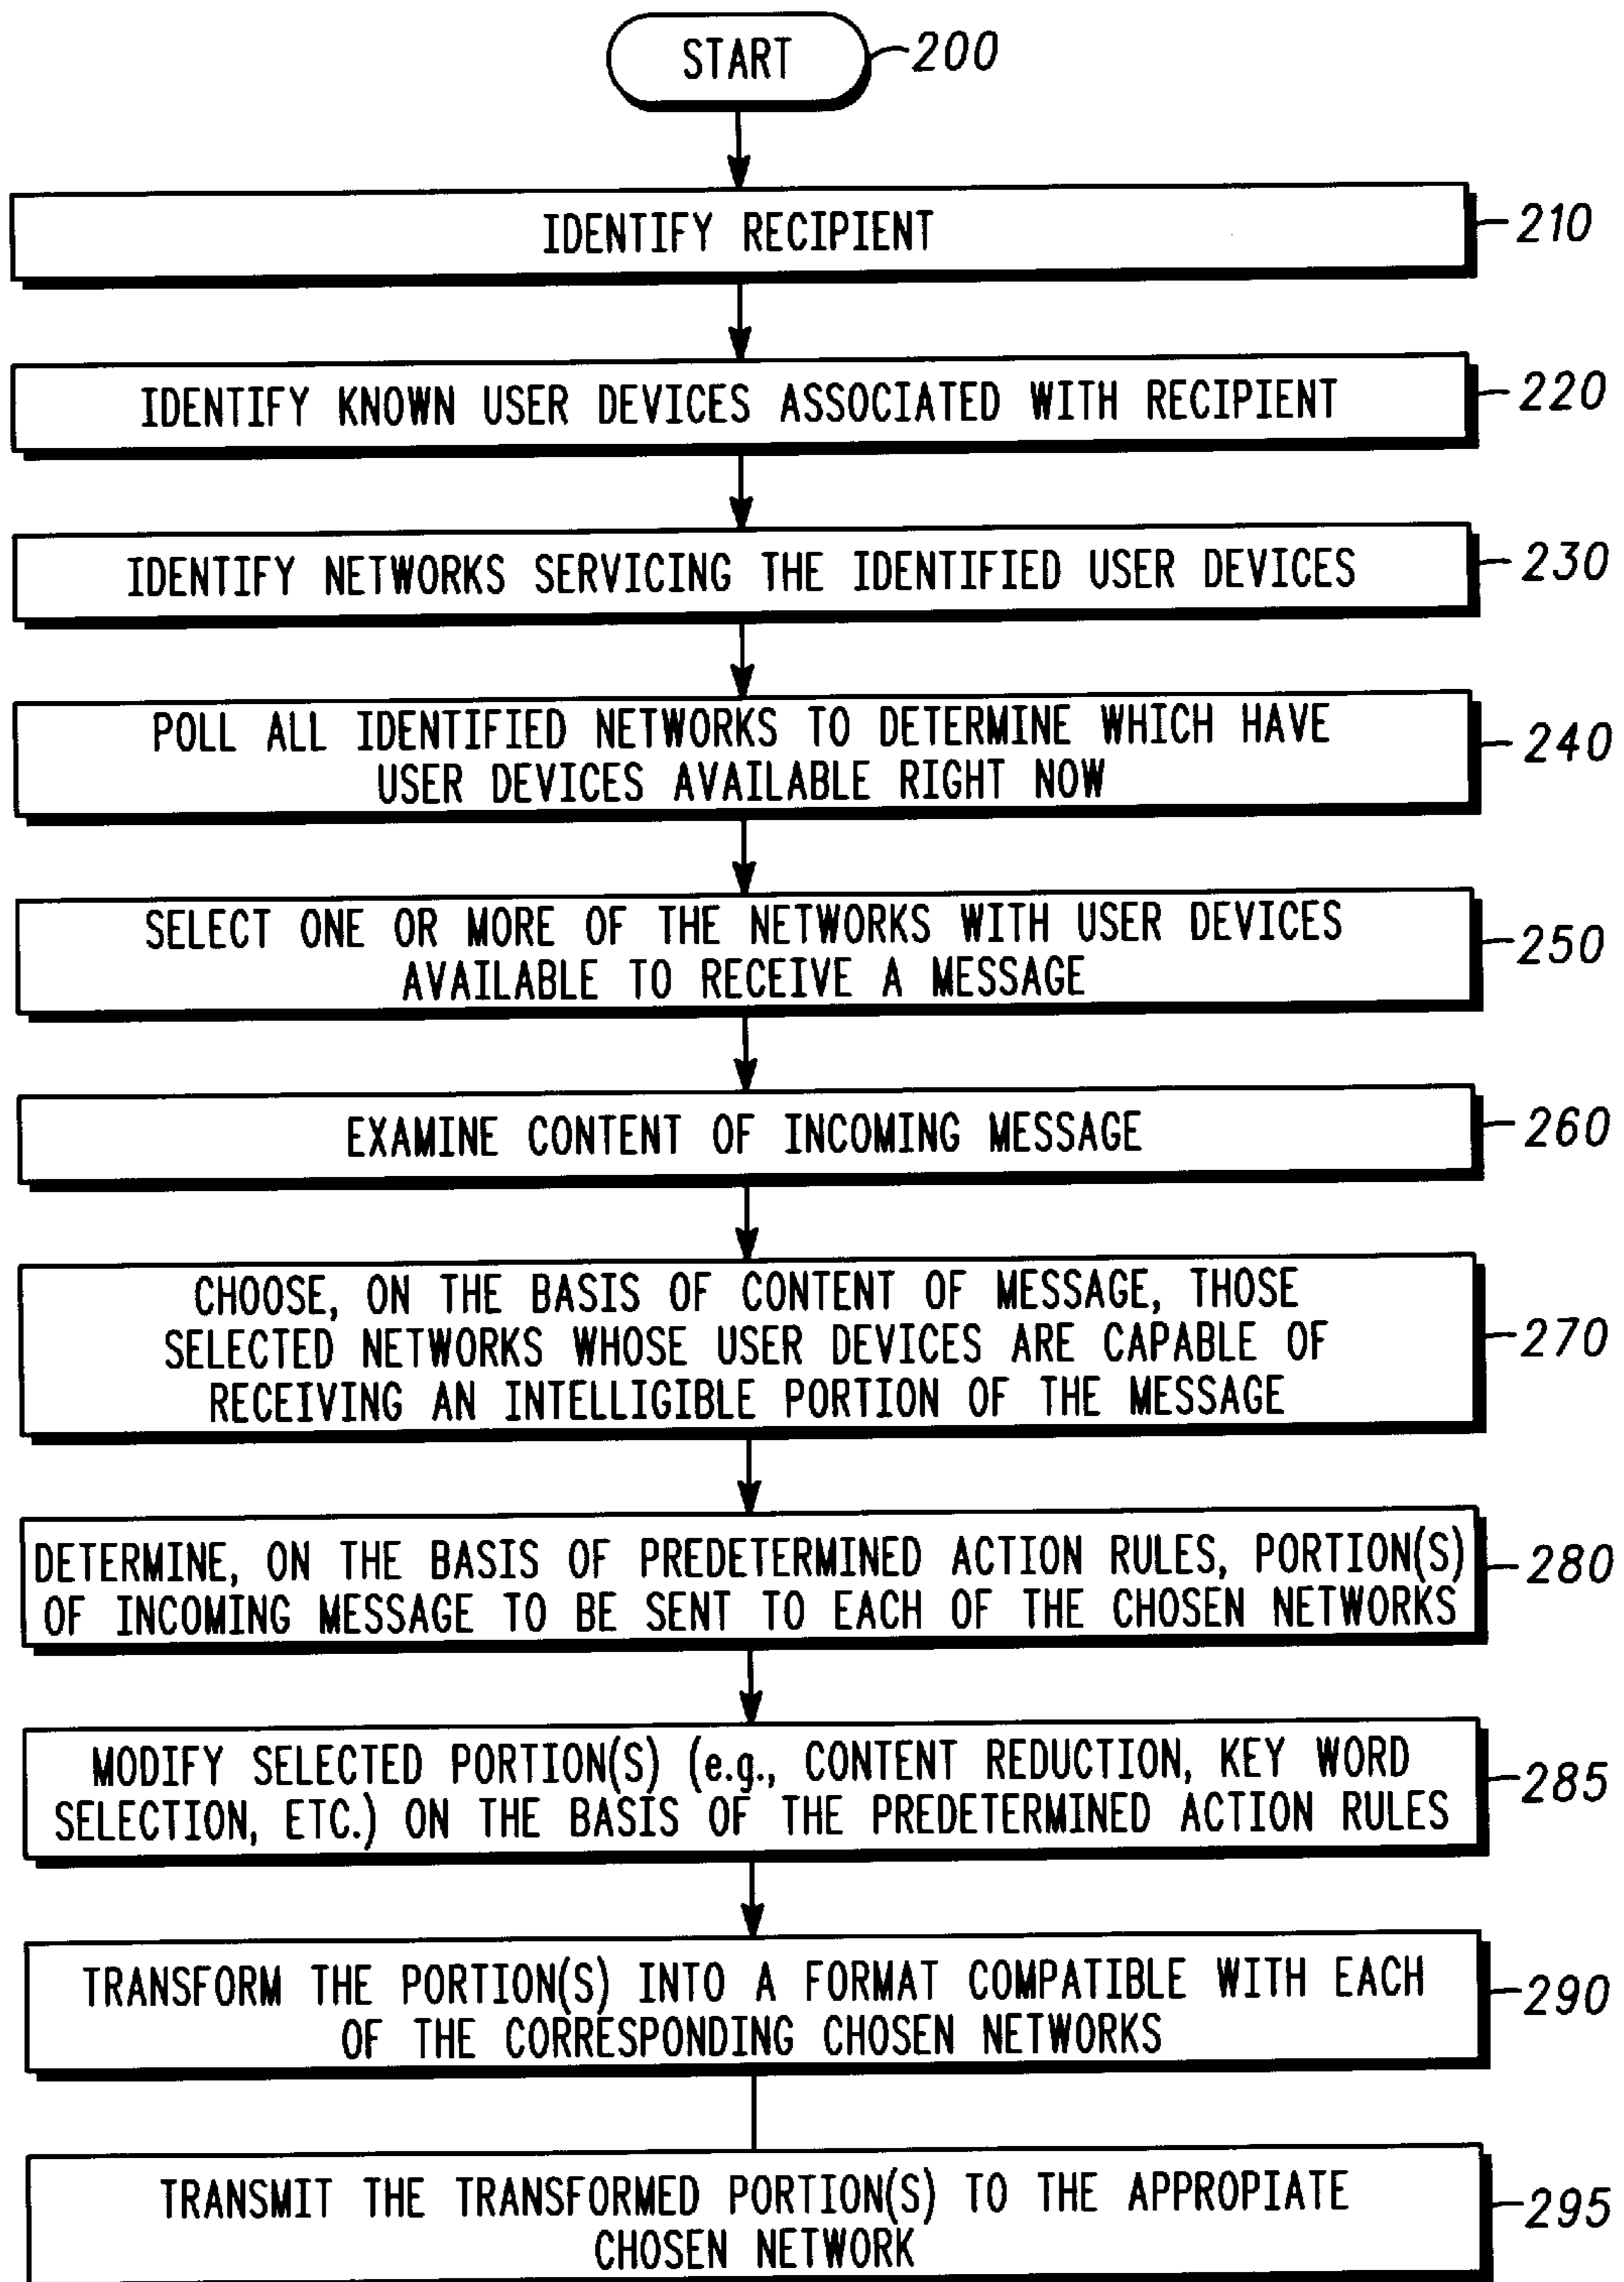 START
200
IDENTIFY RECIPIENT
210
IDENTIFY KNOWN USER DEVICES ASSOCIATED WITH RECIPIENT
220
IDENTIFY NETWORKS SERVICING THE IDENTIFIED USER DEVICES
230
POLL ALL IDENTIFIED NETWORKS TO DETERMINE WHICH HAVE
USER DEVICES AVAILABLE RIGHT NOW
240
SELECT ONE OR MORE OF THE NETWORKS WITH USER DEVICES
AVAILABLE TO RECEIVE A MESSAGE
250
EXAMINE CONTENT OF INCOMING MESSAGE
260
CHOOSE, ON THE BASIS OF CONTENT OF MESSAGE, THOSE
SELECTED NETWORKS WHOSE USER DEVICES ARE CAPABLE OF
RECEIVING AN INTELLIGIBLE PORTION OF THE MESSAGE
270
DETERMINE, ON THE BASIS OF PREDETERMINED ACTION RULES, PORTION(S)
OF INCOMING MESSAGE TO BE SENT TO EACH OF THE CHOSEN NETWORKS
280
MODIFY SELECTED PORTION(S) (e.g., CONTENT REDUCTION, KEY WORD
SELECTION, ETC.) ON THE BASIS OF THE PREDETERMINED ACTION RULES
285
TRANSFORM THE PORTION(S) INTO A FORMAT COMPATIBLE WITH EACH
OF THE CORRESPONDING CHOSEN NETWORKS
290
TRANSMIT THE TRANSFORMED PORTION(S) TO THE APPROPIATE
CHOSEN NETWORK
295